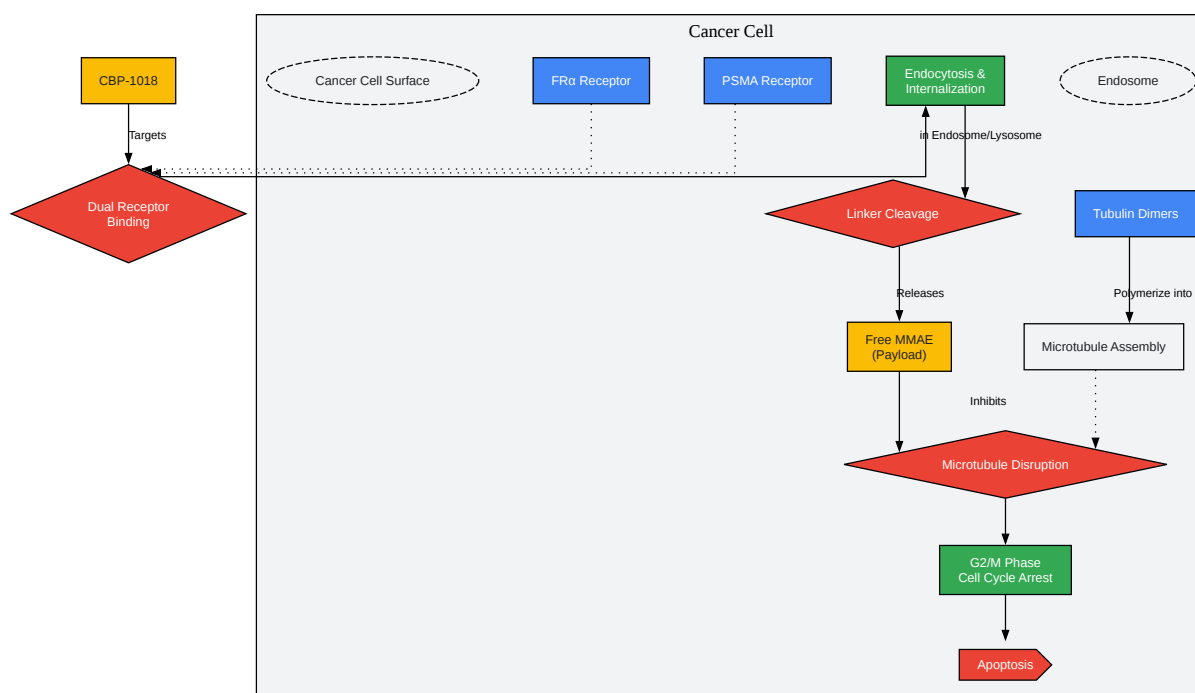 Cancer Cell
CBP-1018
Cancer Cell Surface
FRα Receptor
PSMA Receptor
Endocytosis &
Internalization
Endosome
Targets
in Endosome/Lysosome
Dual Receptor
Binding
Linker Cleavage
Tubulin Dimers
Releases
Polymerize into
Free MMAE
(Payload)
Microtubule Assembly
Inhibits
Microtubule Disruption
G2/M Phase
Cell Cycle Arrest
Apoptosis